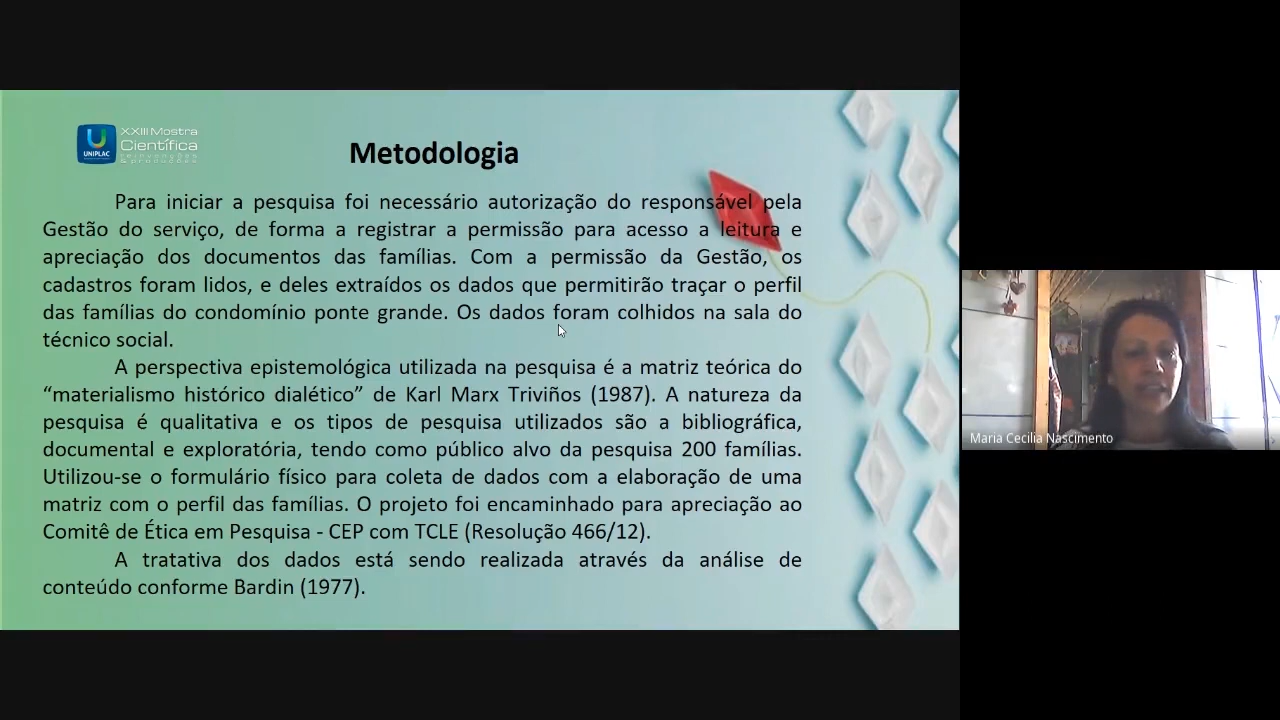 XXIII Mostra
Científica
UNIPLAC
Metodologia
Para iniciar a pesquisa foi necessário autorização do responsável pela
Gestão do serviço, de forma a registrar a permissão para acesso a leitura e
apreciação dos documentos das famílias. Com a permissão da Gestão, os
cadastros foram lidos, e deles extraídos os dados que permitirão traçar o perfil
das famílias do condomínio ponte grande. Os dados foram colhidos na sala do
técnico social.
A perspectiva epistemológica utilizada na pesquisa é a matriz teórica do
“materialismo histórico dialético” de Karl Marx Triviños (1987). A natureza da
pesquisa é qualitativa e os tipos de pesquisa utilizados são a bibliográfica,
documental e exploratória, tendo como público alvo da pesquisa 200 famílias.
Utilizou-se o formulário físico para coleta de dados com a elaboração de uma
matriz com o perfil das famílias. O projeto foi encaminhado para apreciação ao
Comitê de Ética em Pesquisa - CEP com TCLE (Resolução 466/12).
A tratativa dos dados está sendo realizada através da análise de
conteúdo conforme Bardin (1977).
Maria Cecilia Nascimento